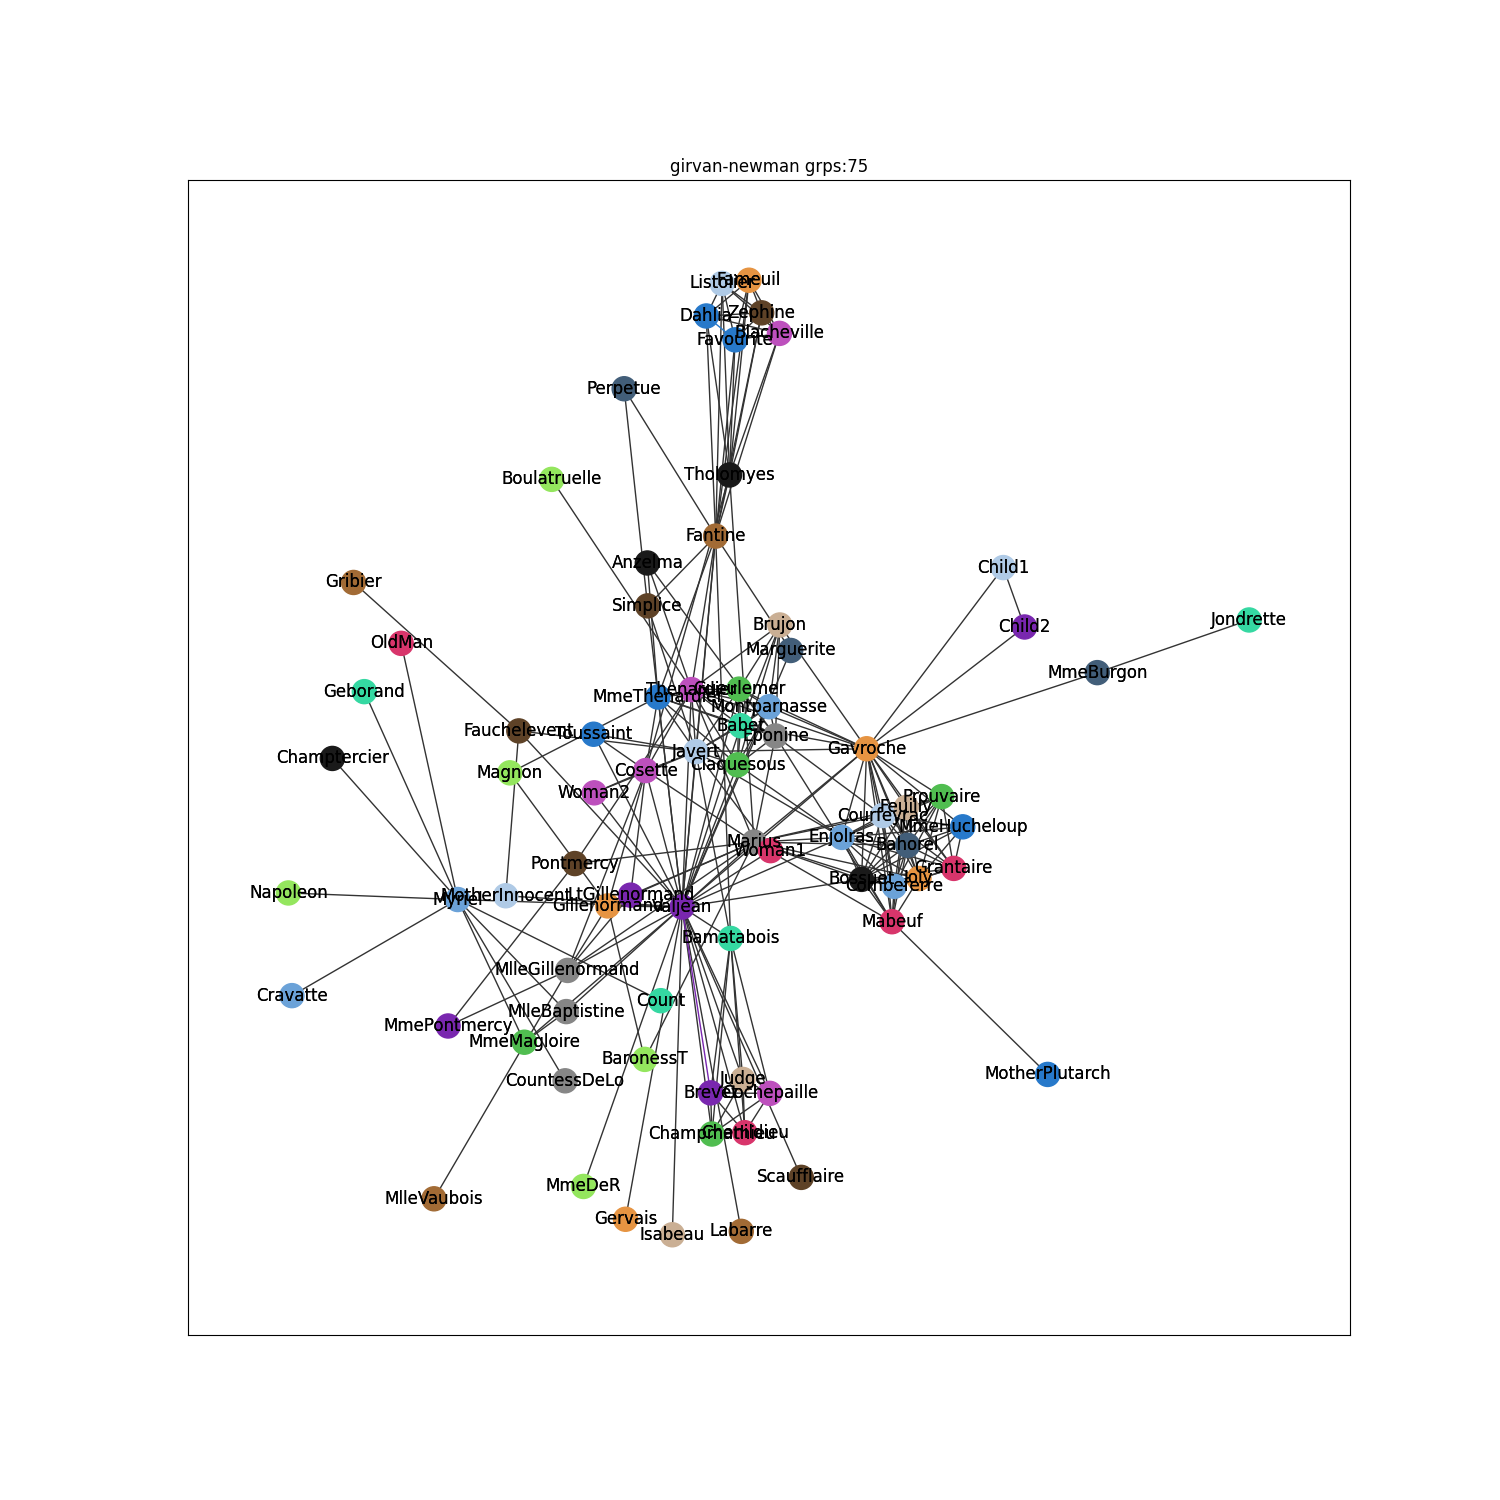 girvan-newman grps:75
Listolier
Fameuil
Dahlia
Zephine
Favourite
Blacheville
Perpetue
Tholomyes
Boulatruelle
Fantine
Anzelma
Child1
Gribier
Simplice
Brujon
Child2
Jondrette
OldMan
Marguerite
MmeBurgon
Geborand
Thenardier
Gueulemer
MmeThenardier
Montparnasse
Babet
Fauchelevent
Toussaint
Eponine
Champtercier
Javert
Gavroche
Magnon
Cosette
Claquesous
Woman2
Prouvaire
Feuilly
Courfeyrac
MmeHucheloup
Marius
Enjolras
Bahorel
Woman1
Pontmercy
Grantaire
Bossuet
Joly
Combeferre
Napoleon
Myriel
MotherInnocent
LtGillenormand
Gillenormand
Valjean
Mabeuf
Bamatabois
MlleGillenormand
Cravatte
Count
MlleBaptistine
MmePontmercy
MmeMagloire
BaronessT
CountessDeLo
MotherPlutarch
Judge
Brevet
Cochepaille
Champmathieu
Chenildieu
Scaufflaire
MmeDeR
MlleVaubois
Gervais
Isabeau
Labarre